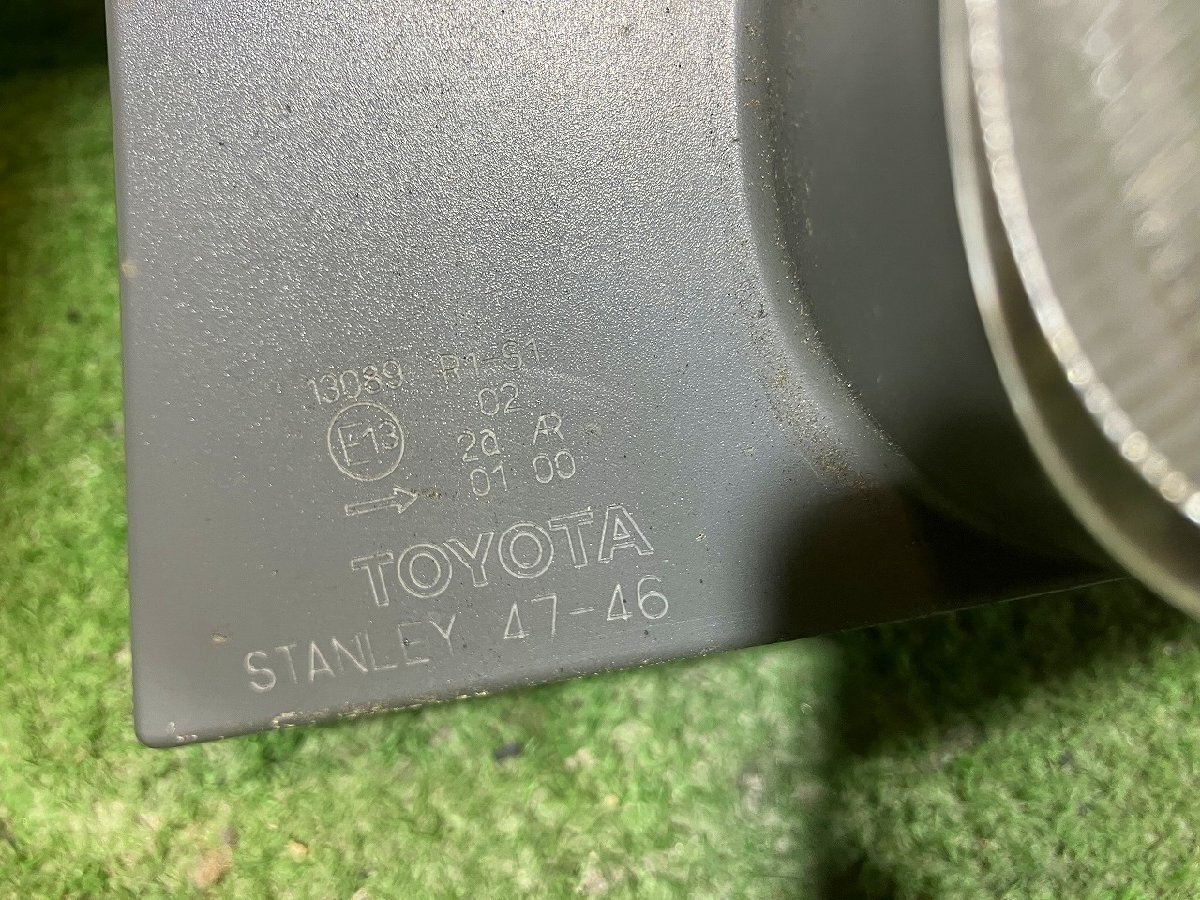 13089 R1-S1
02
E13 2a AR
01 00
TOYOTA
STANLEY 47-46